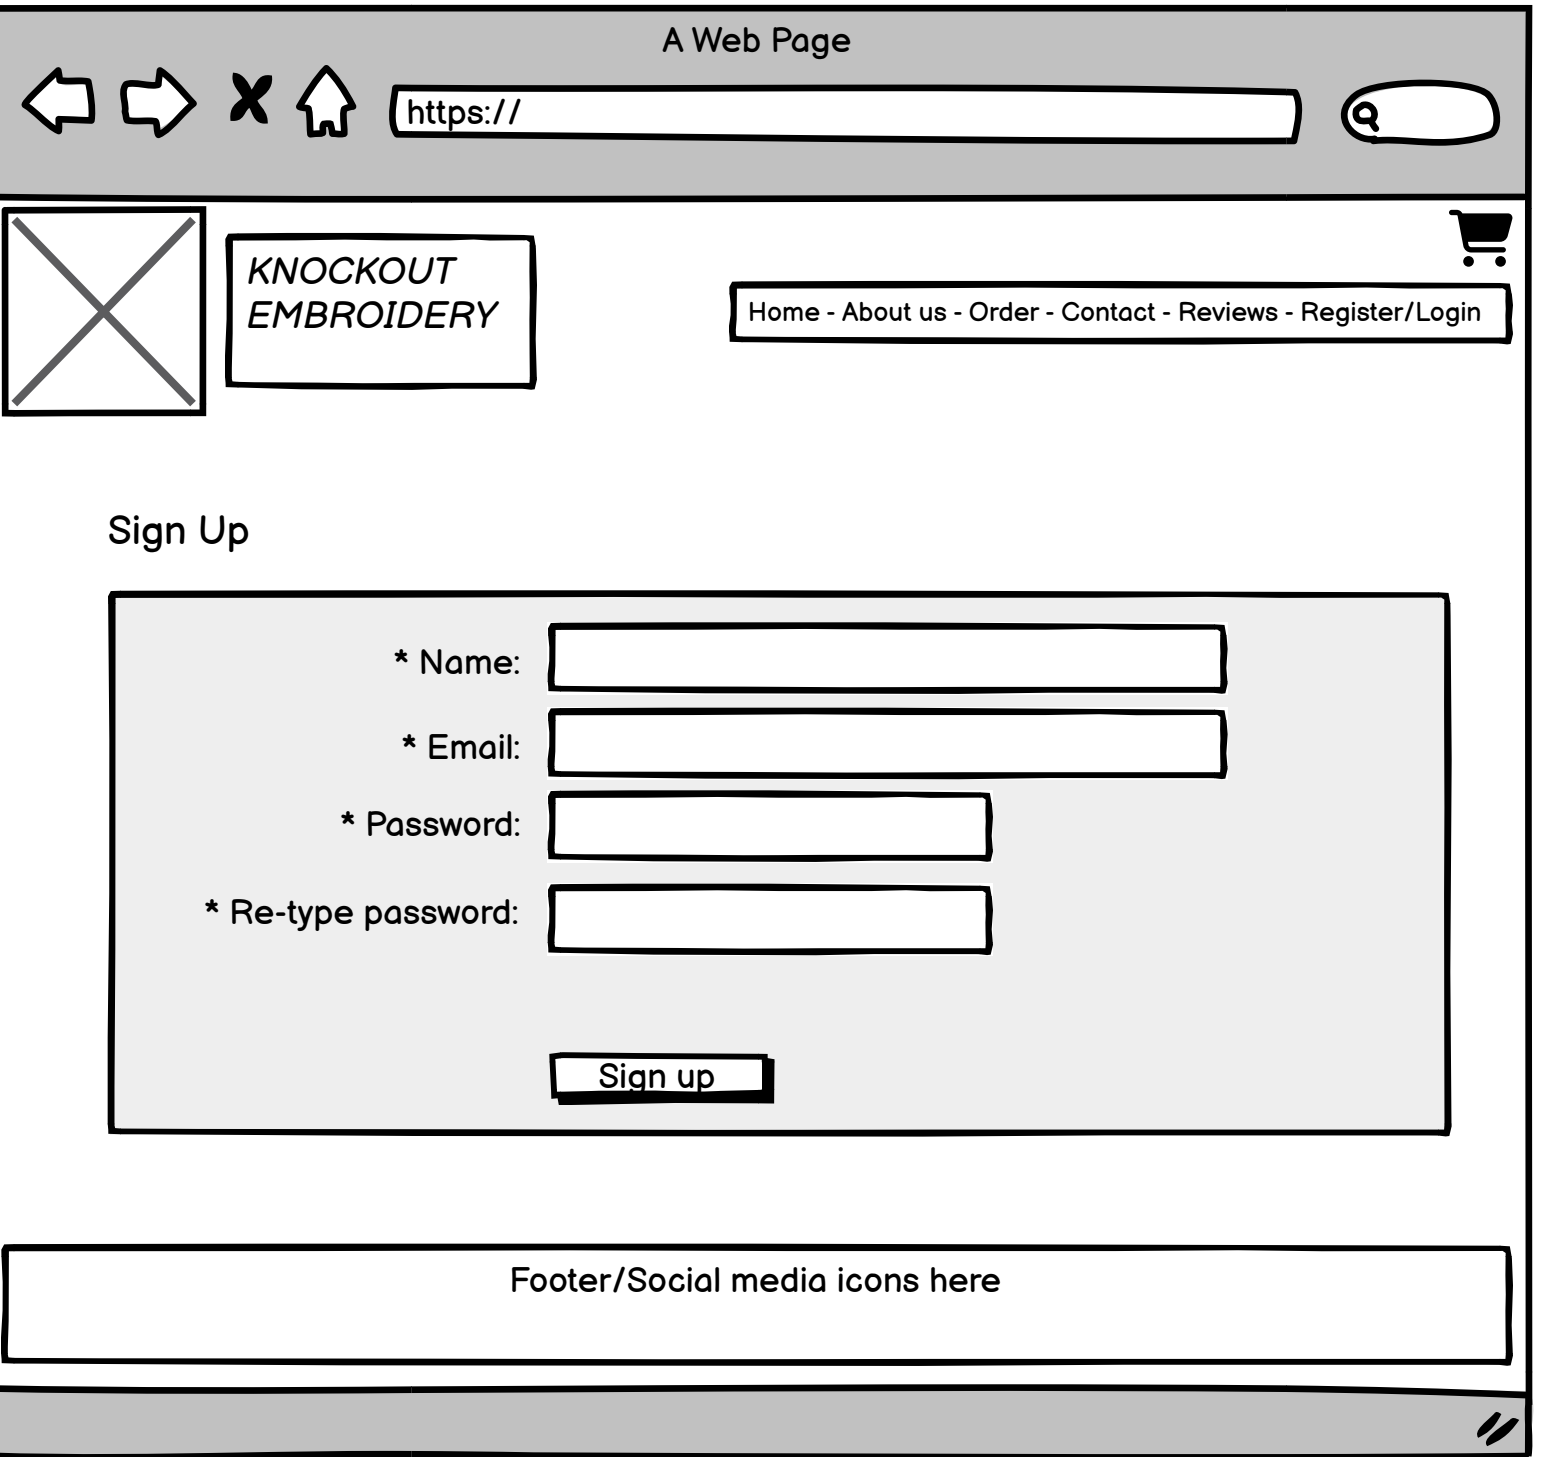 A Web Page
https://
KNOCKOUT
EMBROIDERY
Home - About us - Order - Contact - Reviews - Register/Login
Sign Up
* Name:
* Email:
* Password:
* Re-type password:
Sign up
Footer/Social media icons here